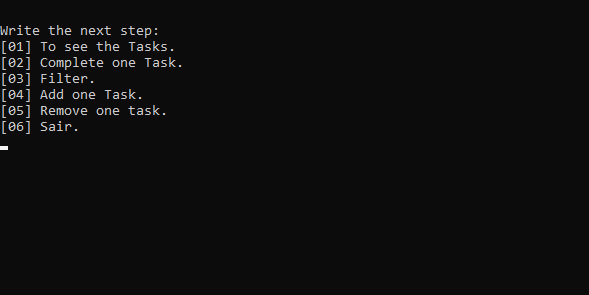 Write the next step:
[01] To see the Tasks.
[02] Complete one Task.
[03] Filter.
[04] Add one Task.
[05] Remove one task.
[06] Sair.